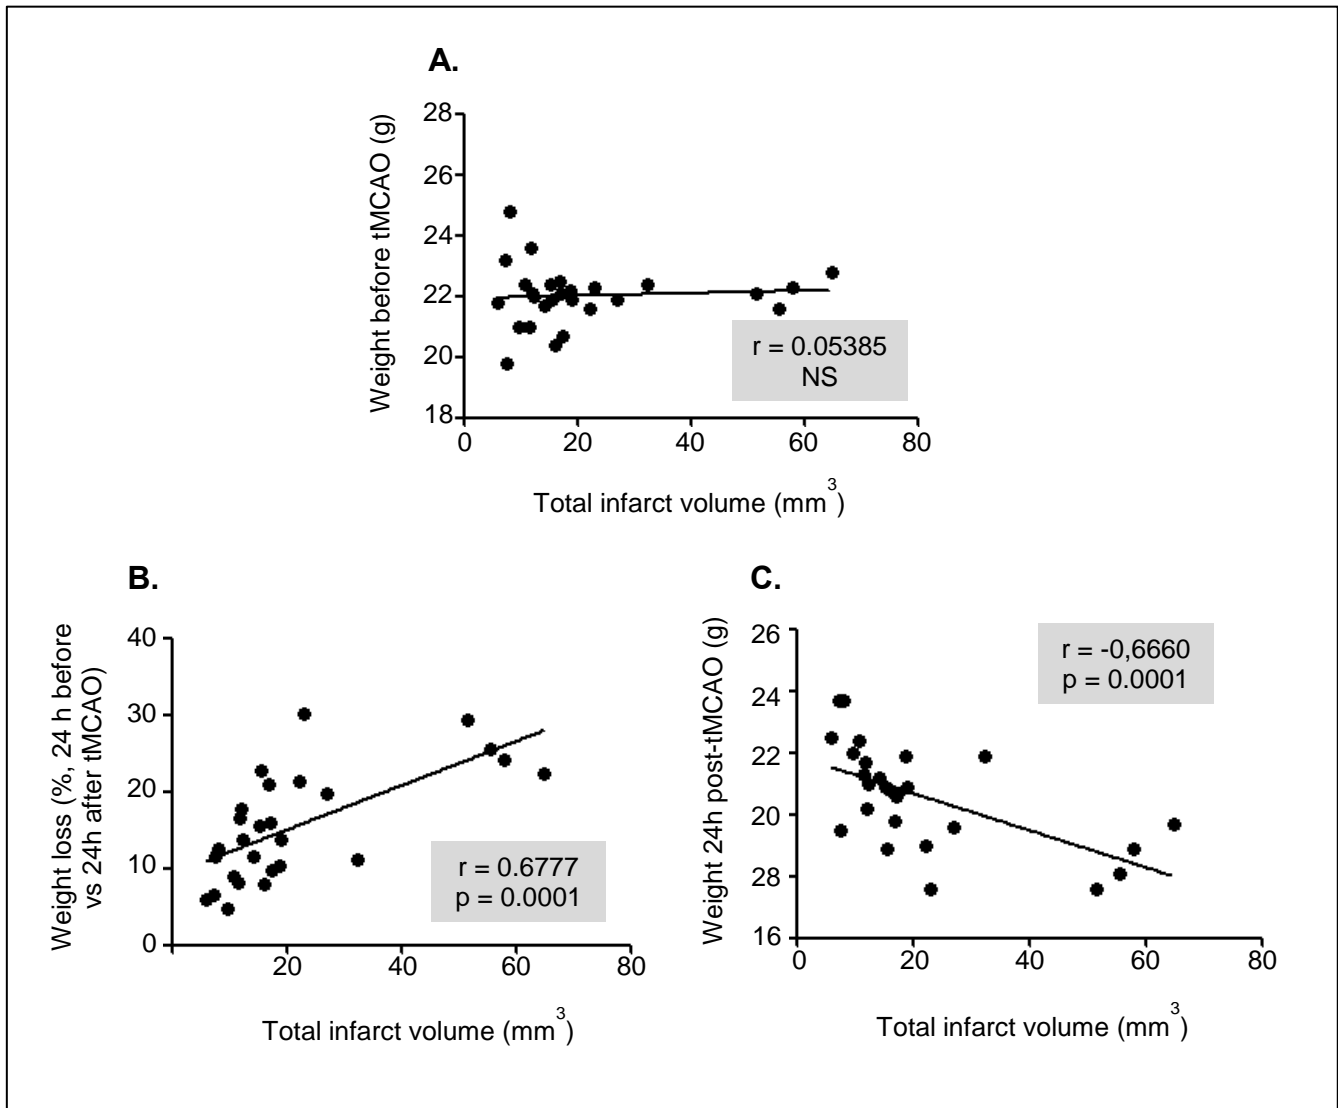 A.
Weight before tMCAO (g)
28
26
24
22
20
18
0 20 40 60 80
r = 0.05385
NS
Total infarct volume (mm3)
B.
Weight loss (%, 24 h before
vs 24h after tMCAO)
40
30
20
10
0
20 40 60 80
r = 0.6777
p = 0.0001
Total infarct volume (mm3)
C.
Weight 24h post-tMCAO (g)
26
24
22
20
28
16
0 20 40 60 80
r = -0,6660
p = 0.0001
Total infarct volume (mm3)